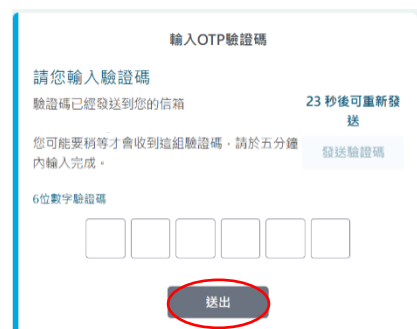 輸入OTP驗證碼
請您輸入驗證碼
驗證碼已經發送到您的信箱
23 秒後可重新發
送
您可能要稍等才會收到這組驗證碼，請於五分鐘
內輸入完成。
發送驗證碼
6位數字驗證碼
送出